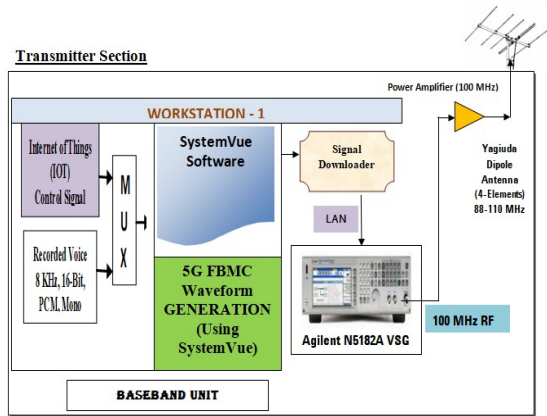 Transmitter Section
Power Amplifier (100 MHz)
Yagiuda
Dipole
Antenna
(4-Elements)
88-110 MHz
WORKSTATION - 1
Internet of Things
(IOT)
Control Signal
Recorded Voice
8 KHz, 16-Bit,
PCM, Mono
M
U
X
SystemVue
Software
5G FBMC
Waveform
GENERATION
(Using
SystemVue)
Signal
Downloader
LAN
Agilent N5182A VSG
100 MHz RF
BASEBAND UNIT